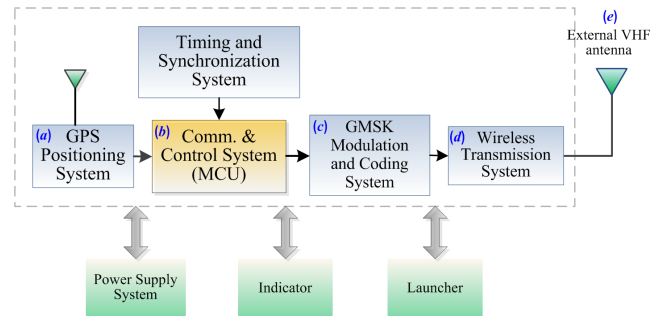 (e)
External VHF
antenna
Timing and
Synchronization
System
(a) GPS
Positioning
System
(b) Comm. &
Control System
(MCU)
(c) GMSK
Modulation
and Coding
System
(d) Wireless
Transmission
System
Power Supply
System
Indicator
Launcher